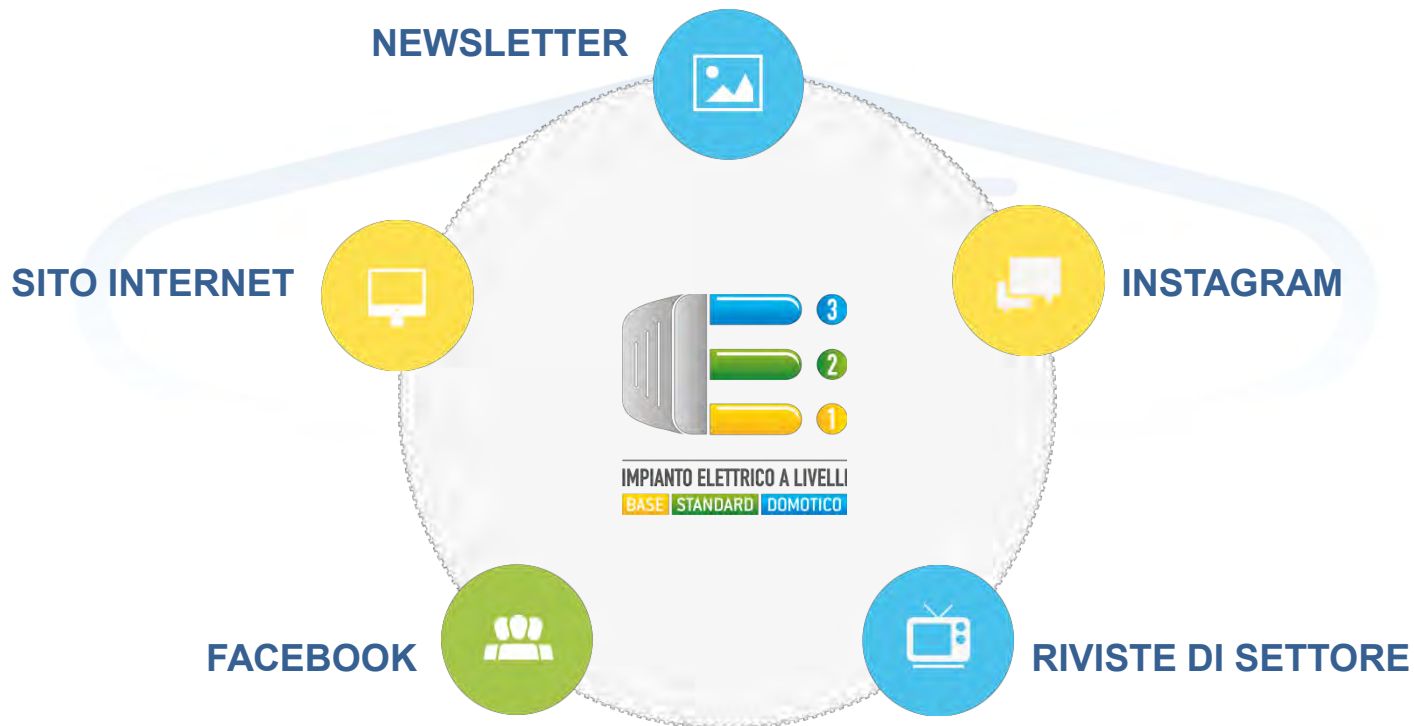 NEWSLETTER
SITO INTERNET
INSTAGRAM
3
2
1
IMPIANTO ELETTRICO A LIVELLI
BASE STANDARD DOMOTICO
FACEBOOK
RIVISTE DI SETTORE